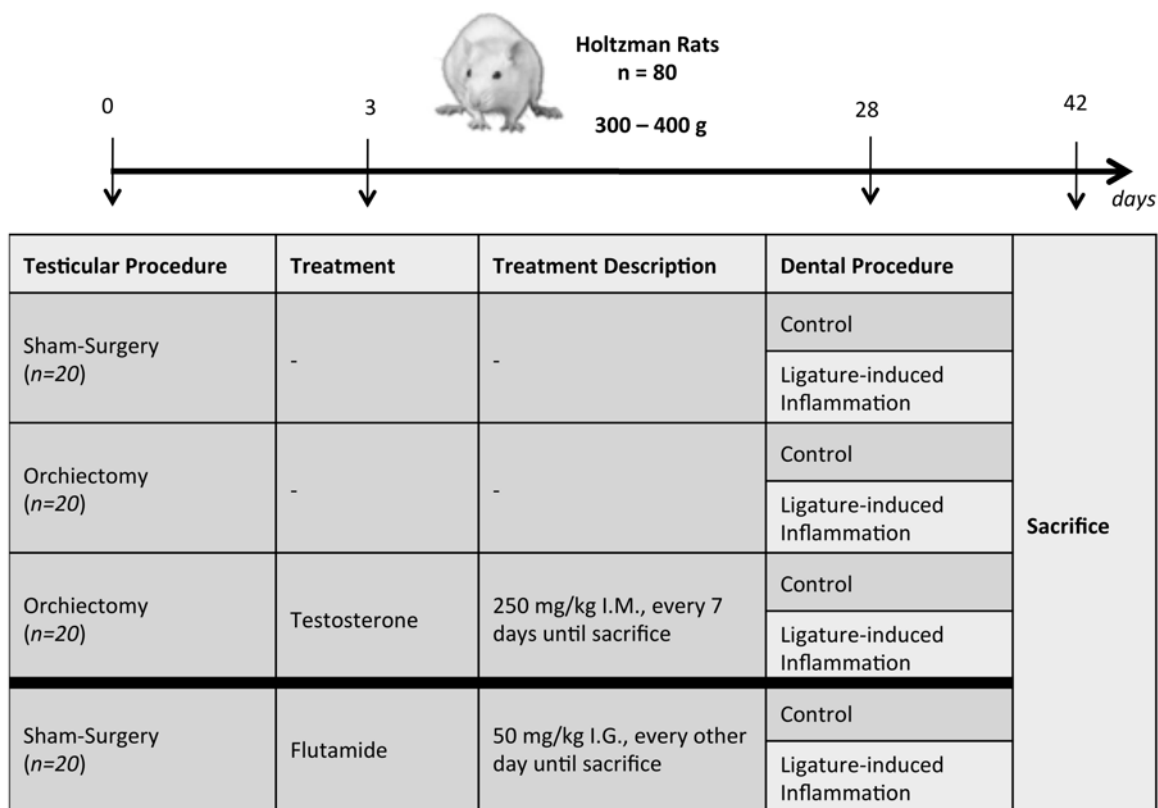 Holtzman Rats
n = 80
300 – 400 g
0
3
28
42
days
Testicular Procedure
Treatment
Treatment Description
Dental Procedure
Sham-Surgery
(n=20)
-
-
Control
Ligature-induced
Inflammation
Orchiectomy
(n=20)
-
-
Control
Ligature-induced
Inflammation
Orchiectomy
(n=20)
Testosterone
250 mg/kg I.M., every 7
days until sacrifice
Control
Ligature-induced
Inflammation
Sham-Surgery
(n=20)
Flutamide
50 mg/kg I.G., every other
day until sacrifice
Control
Ligature-induced
Inflammation
Sacrifice